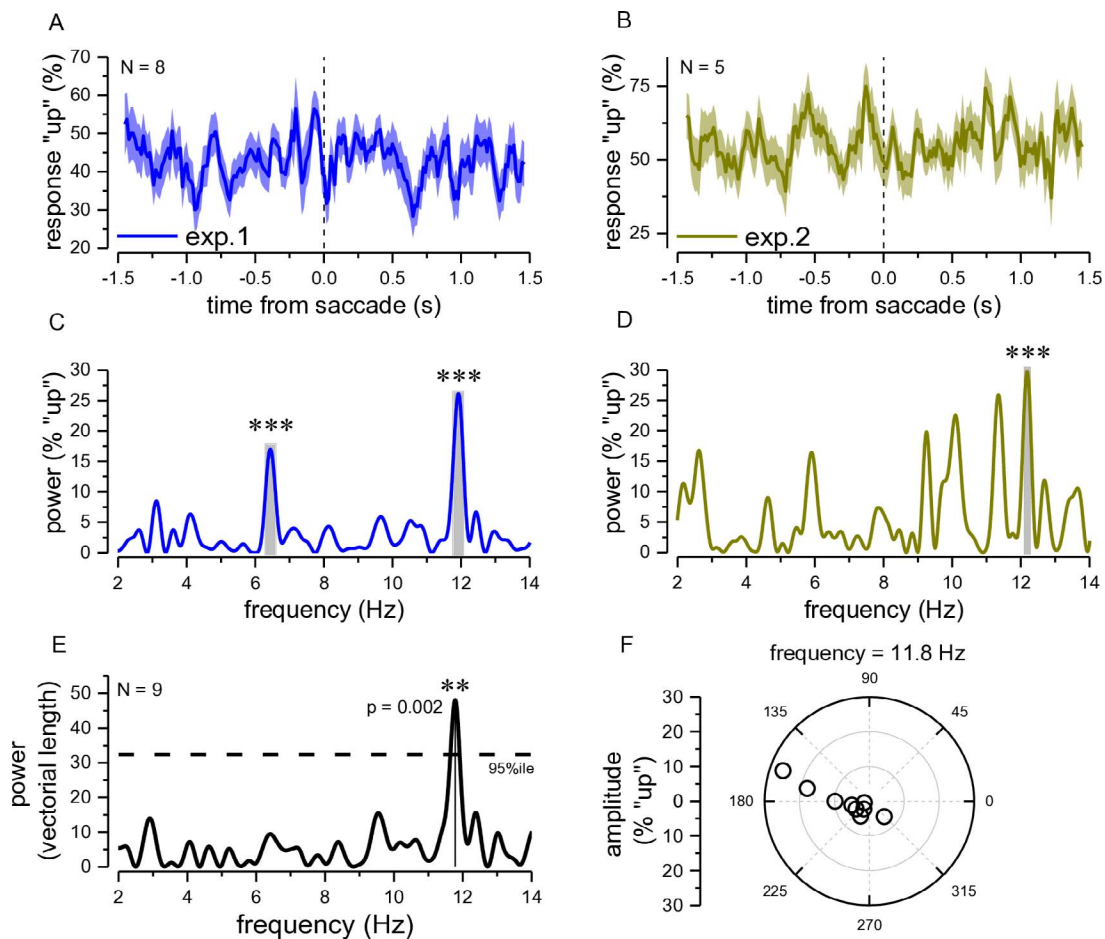 A
B
response "up" (%)
70
60
50
40
30
20
N = 8
exp.1
-1.5 -1.0 -0.5 0.0 0.5 1.0 1.5
time from saccade (s)
response "up" (%)
75
50
25
N = 5
exp.2
-1.5 -1.0 -0.5 0.0 0.5 1.0 1.5
time from saccade (s)
C
D
power (% "up")
30
25
20
15
10
5
0
***
***
2 4 6 8 10 12 14
frequency (Hz)
power (% "up")
30
25
20
15
10
5
0
***
2 4 6 8 10 12 14
frequency (Hz)
E
F
power
(vectorial length)
50
40
30
20
10
0
N = 9
**
p = 0.002
95%ile
2 4 6 8 10 12 14
frequency (Hz)
frequency = 11.8 Hz
amplitude
(% "up")
30
20
10
0
10
20
30
90
135 45
180 0
225 315
270